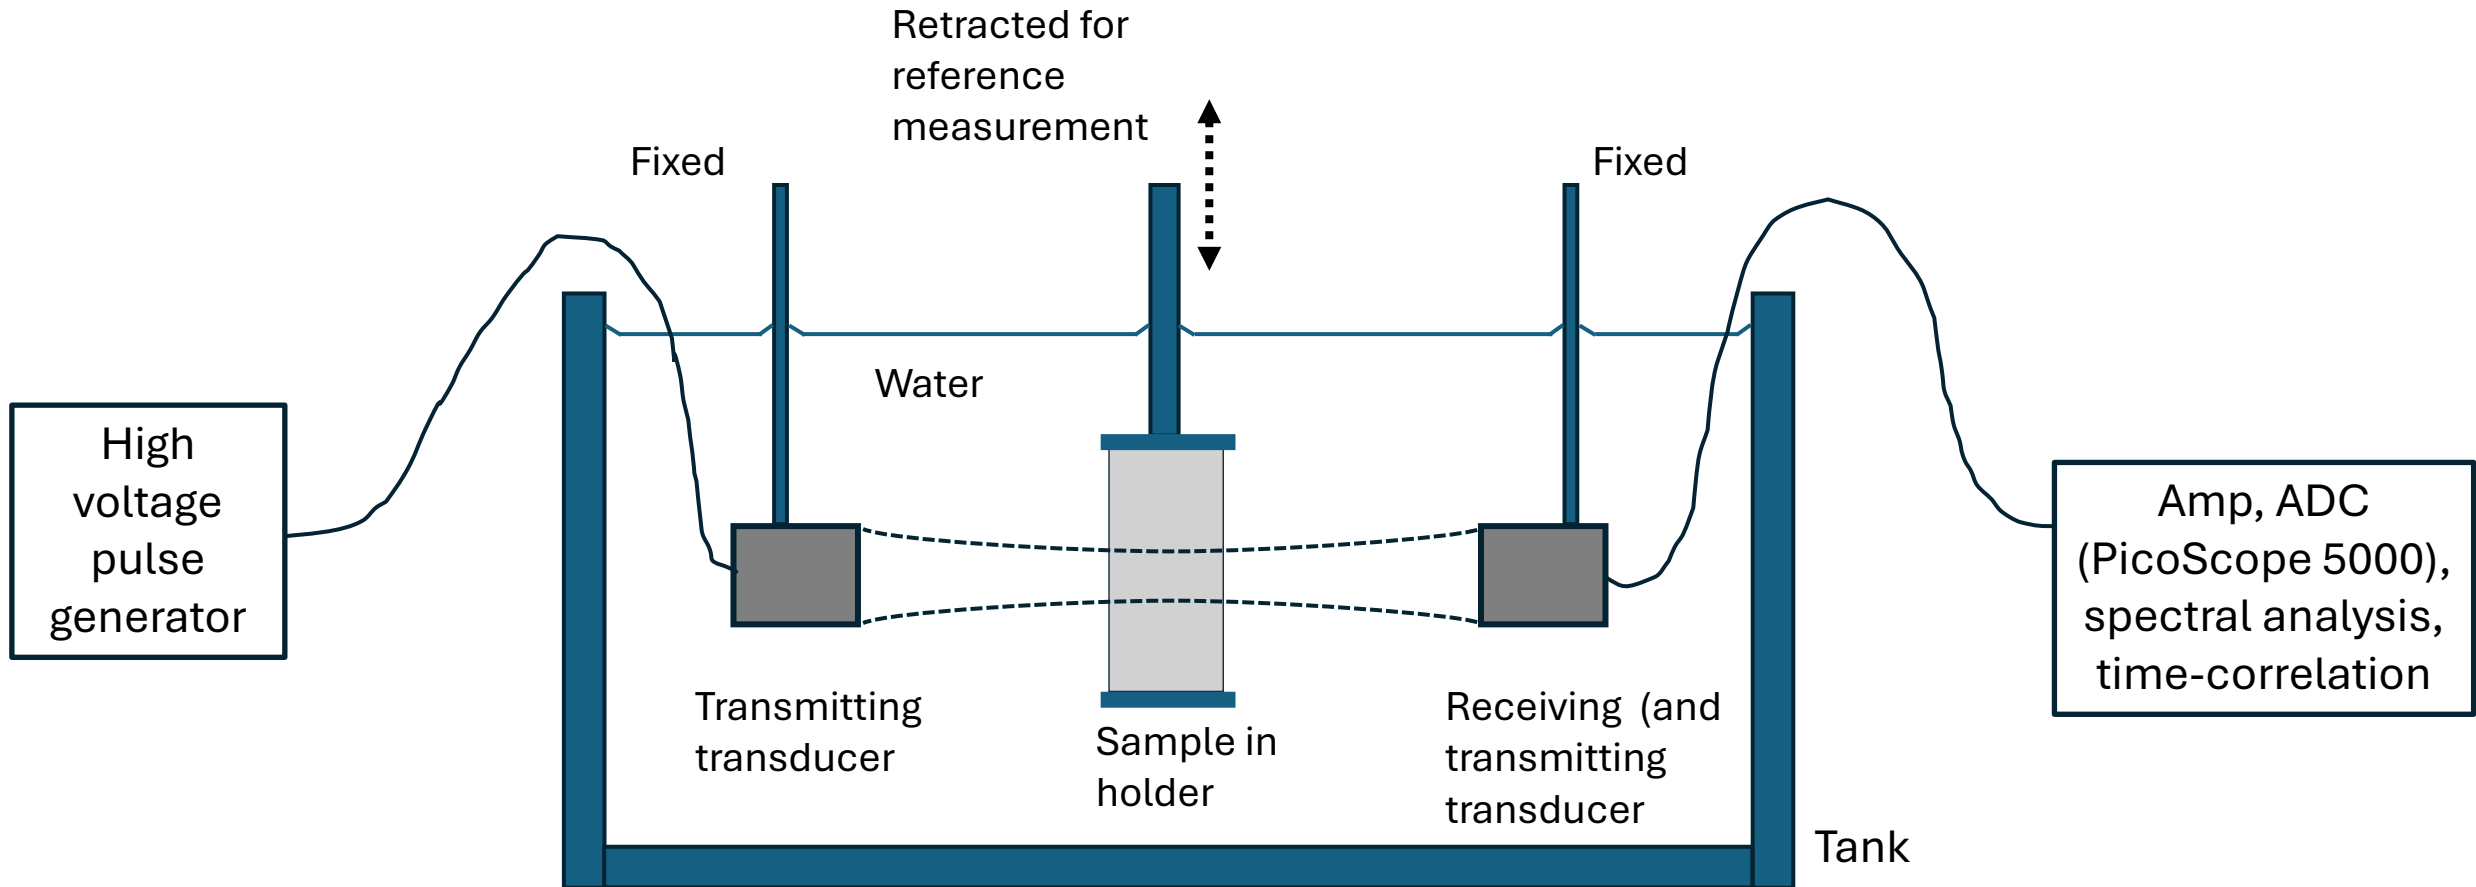 Retracted for
reference
measurement
Fixed
Fixed
Water
High
voltage
pulse
generator
Amp, ADC
(PicoScope 5000),
spectral analysis,
time-correlation
Transmitting
transducer
Sample in
holder
Receiving (and
transmitting
transducer
Tank